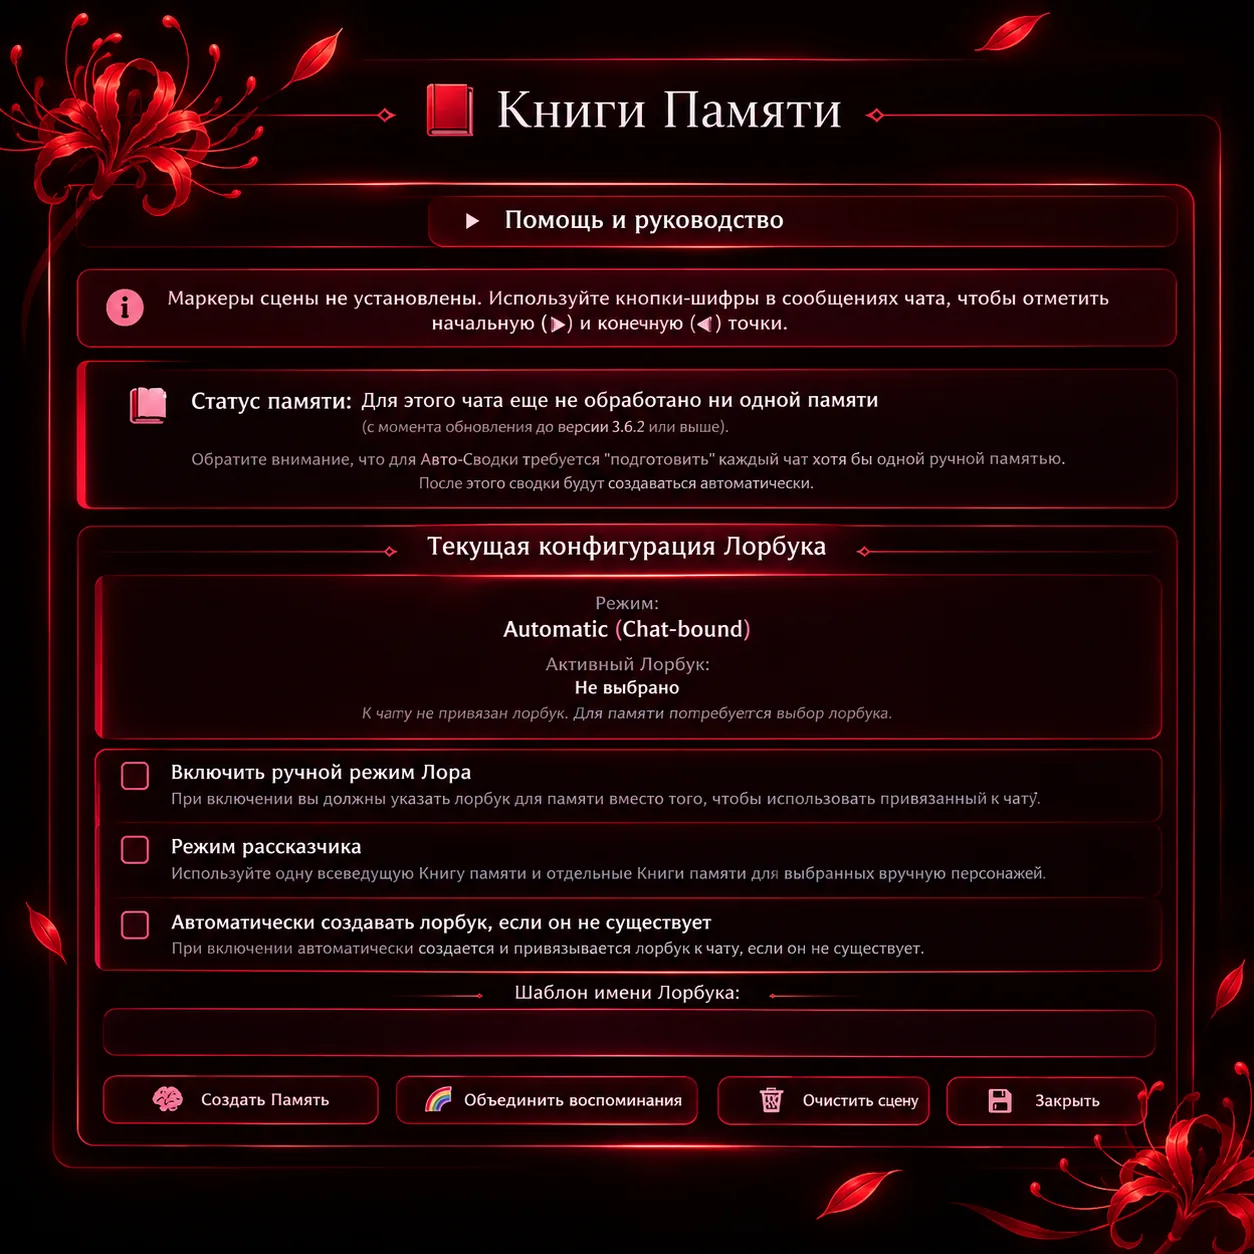 Книги Памяти
Помощь и руководство
Маркеры сцены не установлены. Используйте кнопки-шифры в сообщениях чата, чтобы отметить
начальную (▶) и конечную (◀) точки.
Статус памяти: Для этого чата еще не обработано ни одной памяти
(с момента обновления до версии 3.6.2 или выше).
Обратите внимание, что для Авто-Сводки требуется "подготовить" каждый чат хотя бы одной ручной памятью.
После этого сводки будут создаваться автоматически.
Текущая конфигурация Лорбука
Режим:
Automatic (Chat-bound)
Активный Лорбук:
Не выбрано
К чату не привязан лорбук. Для памяти потребуется выбор лорбука.
Включить ручной режим Лора
При включении вы должны указать лорбук для памяти вместо того, чтобы использовать привязанный к чату.
Режим рассказчика
Используйте одну всеведущую Книгу памяти и отдельные Книги памяти для выбранных вручную персонажей.
Автоматически создавать лорбук, если он не существует
При включении автоматически создается и привязывается лорбук к чату, если он не существует.
Шаблон имени Лорбука:
Создать Память
Объединить воспоминания
Очистить сцену
Закрыть